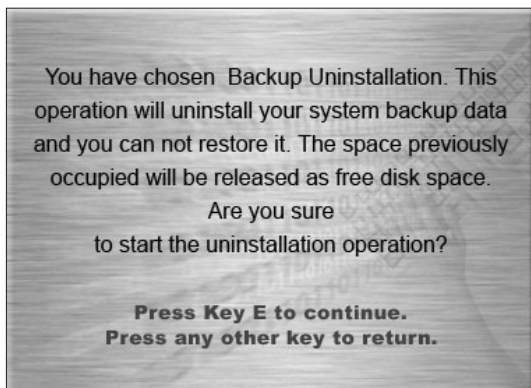 You have chosen  Backup Uninstallation. This
operation will uninstall your system backup data
and you can not restore it. The space previously
occupied will be released as free disk space.
Are you sure
to start the uninstallation operation?
Press Key E to continue.
Press any other key to return.